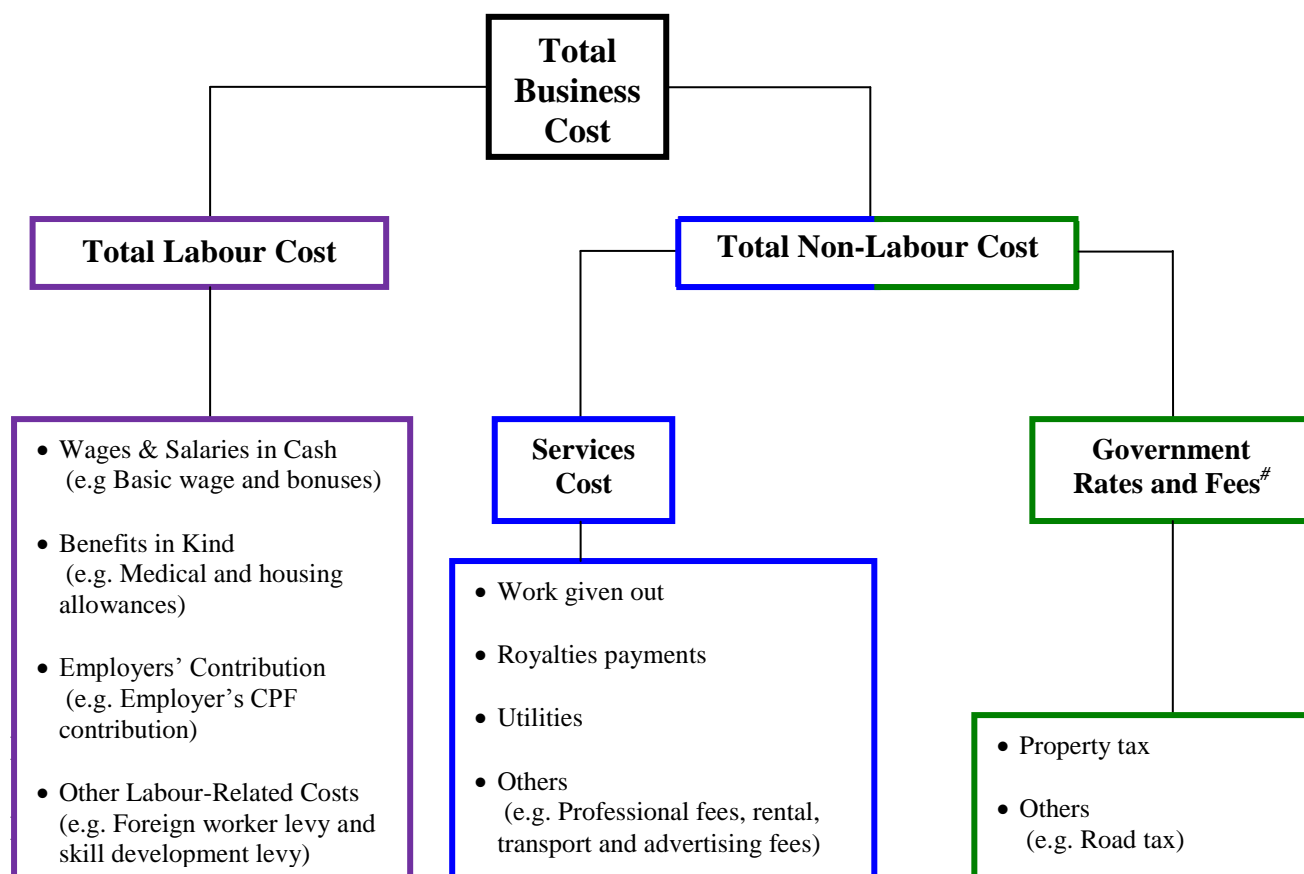 Total
Business
Cost
Total Labour Cost
Total Non-Labour Cost
• Wages & Salaries in Cash
(e.g Basic wage and bonuses)
• Benefits in Kind
(e.g. Medical and housing
allowances)
• Employers’ Contribution
(e.g. Employer’s CPF
contribution)
• Other Labour-Related Costs
(e.g. Foreign worker levy and
skill development levy)
Services
Cost
• Work given out
• Royalties payments
• Utilities
• Others
(e.g. Professional fees, rental,
transport and advertising fees)
Government
Rates and Fees#
• Property tax
• Others
(e.g. Road tax)